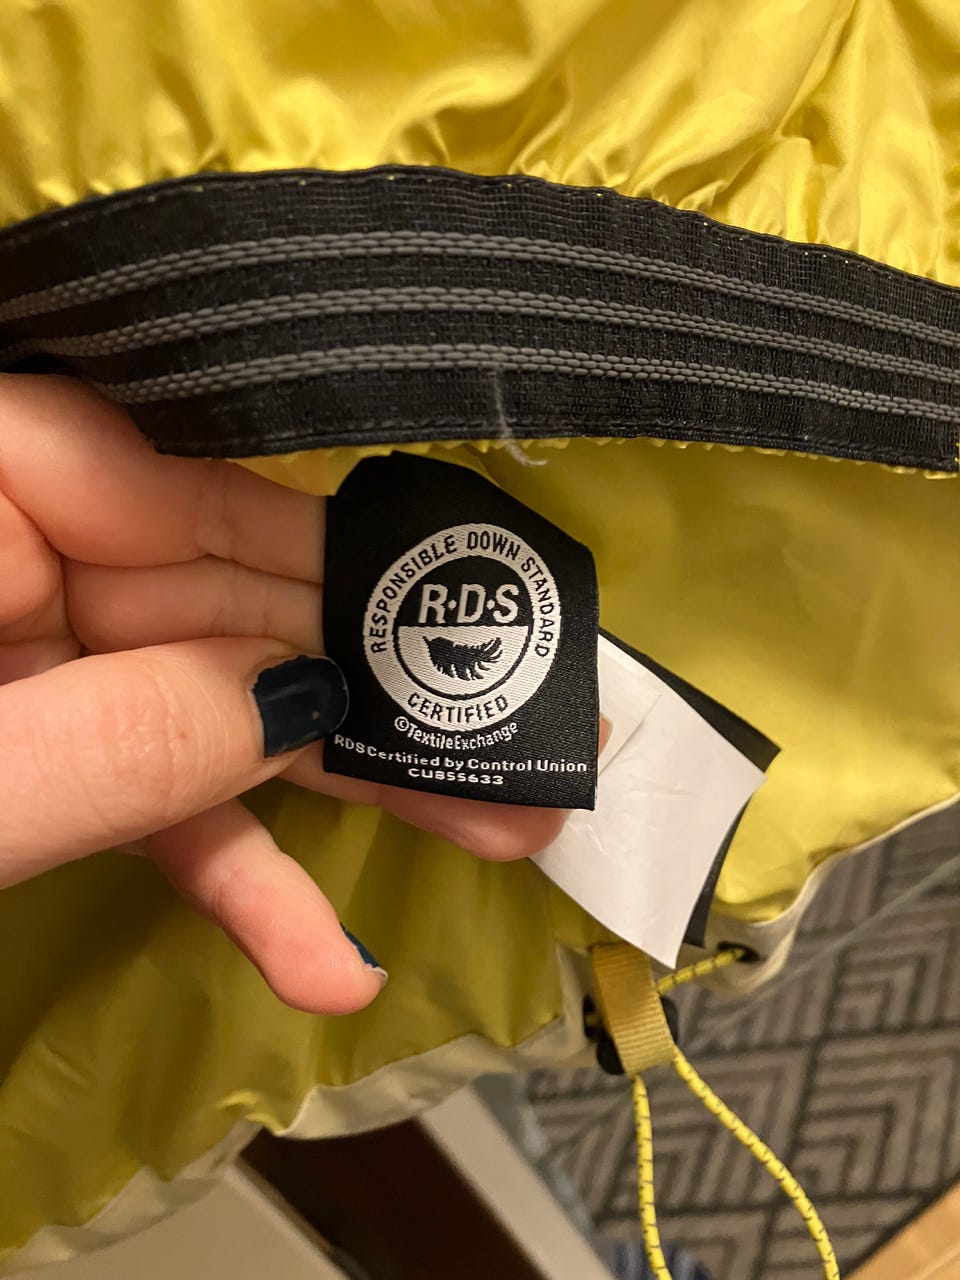 RESPONSIBLE DOWN STANDARD
R·D·S
CERTIFIED
©TextileExchange
RDS Certified by Control Union
CU855633